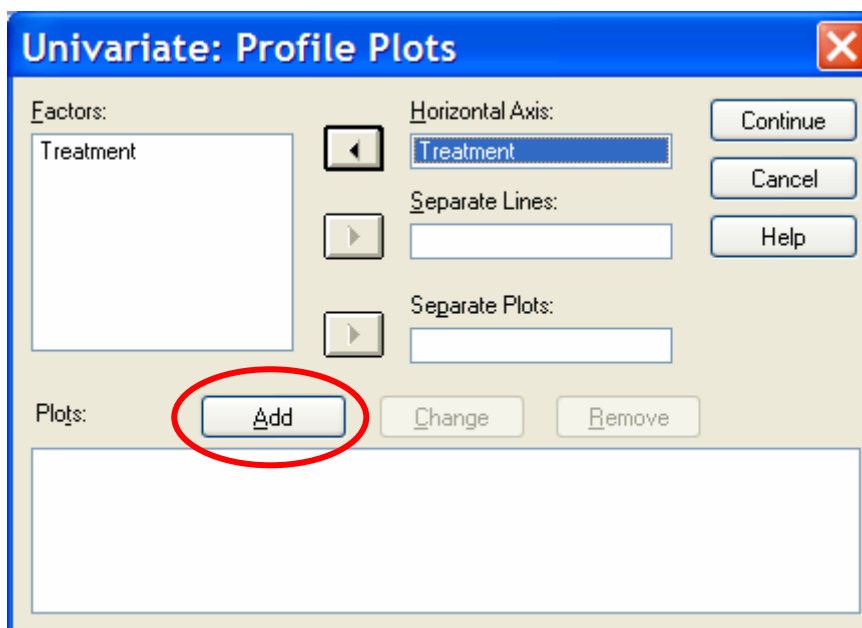 Univariate: Profile Plots
Factors:
Treatment
Horizontal Axis:
Treatment
Separate Lines:
Separate Plots:
Continue
Cancel
Help
Plots:
Add
Change
Remove